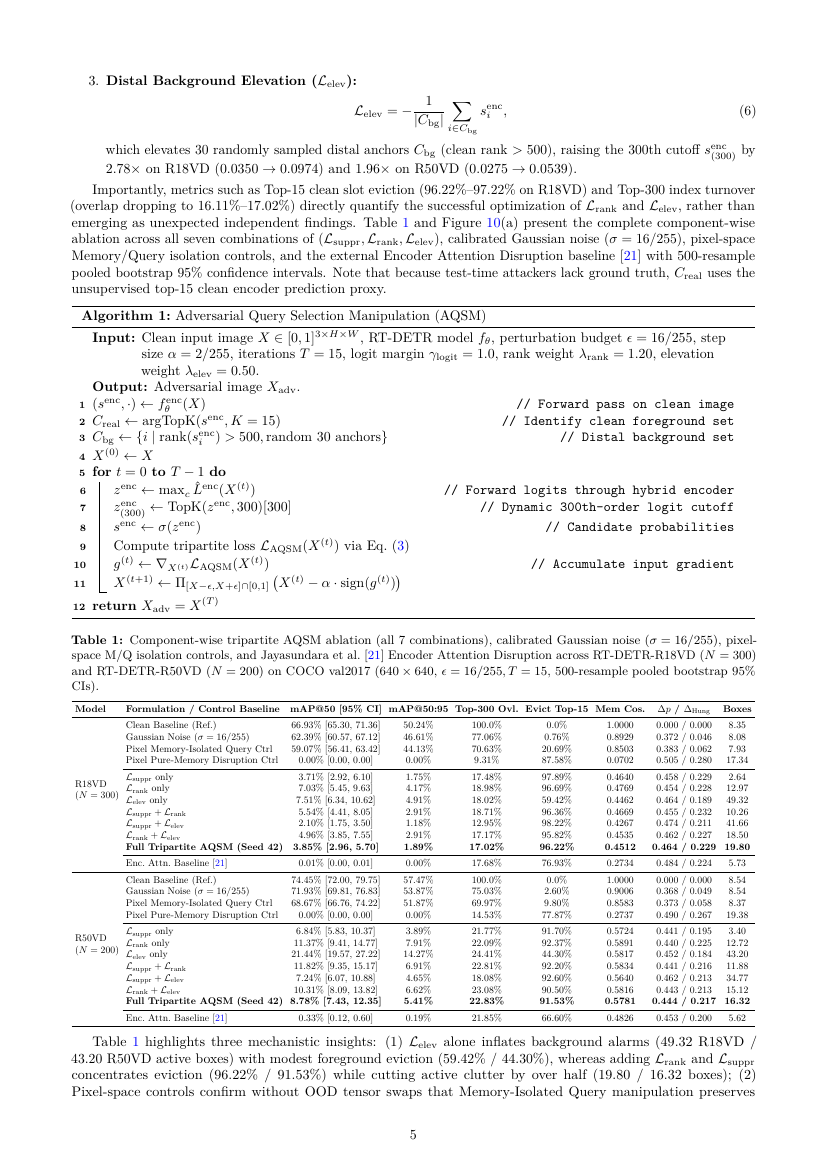 3. Distal Background Elevation (ℒ_elev):
ℒ_elev = −1/|C_bg| ∑_{i∈C_bg} s_i^enc, (6)
which elevates 30 randomly sampled distal anchors C_bg (clean rank > 500), raising the 300th cutoff s^enc_(300) by
2.78× on R18VD (0.0350 → 0.0974) and 1.96× on R50VD (0.0275 → 0.0539).
Importantly, metrics such as Top-15 clean slot eviction (96.22%–97.22% on R18VD) and Top-300 index turnover
(overlap dropping to 16.11%–17.02%) directly quantify the successful optimization of ℒ_rank and ℒ_elev, rather than
emerging as unexpected independent findings. Table 1 and Figure 10(a) present the complete component-wise
ablation across all seven combinations of (ℒ_suppr, ℒ_rank, ℒ_elev), calibrated Gaussian noise (σ = 16/255), pixel-space
Memory/Query isolation controls, and the external Encoder Attention Disruption baseline [21] with 500-resample
pooled bootstrap 95% confidence intervals. Note that because test-time attackers lack ground truth, C_real uses the
unsupervised top-15 clean encoder prediction proxy.
Algorithm 1: Adversarial Query Selection Manipulation (AQSM)
Input: Clean input image X ∈ [0, 1]^{3×H×W}, RT-DETR model f_θ, perturbation budget ϵ = 16/255, step
size α = 2/255, iterations T = 15, logit margin γ_logit = 1.0, rank weight λ_rank = 1.20, elevation
weight λ_elev = 0.50.
Output: Adversarial image X_adv.
1 (s^enc, ·) ← f_θ^enc(X) // Forward pass on clean image
2 C_real ← argTopK(s^enc, K = 15) // Identify clean foreground set
3 C_bg ← {i | rank(s_i^enc) > 500, random 30 anchors} // Distal background set
4 X^(0) ← X
5 for t = 0 to T − 1 do
6 z^enc ← max_c L̂^enc(X^(t)) // Forward logits through hybrid encoder
7 z^enc_(300) ← TopK(z^enc, 300)[300] // Dynamic 300th-order logit cutoff
8 s^enc ← σ(z^enc) // Candidate probabilities
9 Compute tripartite loss ℒ_AQSM(X^(t)) via Eq. (3)
10 g^(t) ← ∇_{X^(t)} ℒ_AQSM(X^(t)) // Accumulate input gradient
11 X^(t+1) ← Π_{[X−ϵ,X+ϵ]∩[0,1]} (X^(t) − α · sign(g^(t)))
12 return X_adv = X^(T)
Table 1: Component-wise tripartite AQSM ablation (all 7 combinations), calibrated Gaussian noise (σ = 16/255), pixel-
space M/Q isolation controls, and Jayasundara et al. [21] Encoder Attention Disruption across RT-DETR-R18VD (N = 300)
and RT-DETR-R50VD (N = 200) on COCO val2017 (640 × 640, ϵ = 16/255, T = 15, 500-resample pooled bootstrap 95%
CIs).
Model Formulation / Control Baseline mAP@50 [95% CI] mAP@50:95 Top-300 Ovl. Evict Top-15 Mem Cos. Δp / Δ_Hung Boxes
R18VD
(N = 300)
Clean Baseline (Ref.) 66.93% [65.30, 71.36] 50.24% 100.0% 0.0% 1.0000 0.000 / 0.000 8.35
Gaussian Noise (σ = 16/255) 62.39% [60.57, 67.12] 46.61% 77.06% 0.76% 0.8929 0.372 / 0.046 8.08
Pixel Memory-Isolated Query Ctrl 59.07% [56.41, 63.42] 44.13% 70.63% 20.69% 0.8503 0.383 / 0.062 7.93
Pixel Pure-Memory Disruption Ctrl 0.00% [0.00, 0.00] 0.00% 9.31% 87.58% 0.0702 0.505 / 0.280 17.34
ℒ_suppr only 3.71% [2.92, 6.10] 1.75% 17.48% 97.89% 0.4640 0.458 / 0.229 2.64
ℒ_rank only 7.03% [5.45, 9.63] 4.17% 18.98% 96.69% 0.4769 0.454 / 0.228 12.97
ℒ_elev only 7.51% [6.34, 10.62] 4.91% 18.02% 59.42% 0.4462 0.464 / 0.189 49.32
ℒ_suppr + ℒ_rank 5.54% [4.41, 8.05] 2.91% 18.71% 96.36% 0.4669 0.455 / 0.232 10.26
ℒ_suppr + ℒ_elev 2.10% [1.75, 3.50] 1.18% 12.95% 98.22% 0.4267 0.474 / 0.211 41.66
ℒ_rank + ℒ_elev 4.96% [3.85, 7.55] 2.91% 17.17% 95.82% 0.4535 0.462 / 0.227 18.50
Full Tripartite AQSM (Seed 42) 3.85% [2.96, 5.70] 1.89% 17.02% 96.22% 0.4512 0.464 / 0.229 19.80
Enc. Attn. Baseline [21] 0.01% [0.00, 0.01] 0.00% 17.68% 76.93% 0.2734 0.484 / 0.224 5.73
R50VD
(N = 200)
Clean Baseline (Ref.) 74.45% [72.00, 79.75] 57.47% 100.0% 0.0% 1.0000 0.000 / 0.000 8.54
Gaussian Noise (σ = 16/255) 71.93% [69.81, 76.83] 53.87% 75.03% 2.60% 0.9006 0.368 / 0.049 8.54
Pixel Memory-Isolated Query Ctrl 68.67% [66.76, 74.22] 51.87% 69.97% 9.80% 0.8583 0.373 / 0.058 8.37
Pixel Pure-Memory Disruption Ctrl 0.00% [0.00, 0.00] 0.00% 14.53% 77.87% 0.2737 0.490 / 0.267 19.38
ℒ_suppr only 6.84% [5.83, 10.37] 3.89% 21.77% 91.70% 0.5724 0.441 / 0.195 3.40
ℒ_rank only 11.37% [9.41, 14.77] 7.91% 22.09% 92.37% 0.5891 0.440 / 0.225 12.72
ℒ_elev only 21.44% [19.57, 27.22] 14.27% 24.41% 44.30% 0.5817 0.452 / 0.184 43.20
ℒ_suppr + ℒ_rank 11.82% [9.35, 15.17] 6.91% 22.81% 92.20% 0.5834 0.441 / 0.216 11.88
ℒ_suppr + ℒ_elev 7.24% [6.07, 10.88] 4.65% 18.08% 92.60% 0.5640 0.462 / 0.213 34.77
ℒ_rank + ℒ_elev 10.31% [8.09, 13.82] 6.62% 23.08% 90.50% 0.5816 0.443 / 0.213 15.12
Full Tripartite AQSM (Seed 42) 8.78% [7.43, 12.35] 5.41% 22.83% 91.53% 0.5781 0.444 / 0.217 16.32
Enc. Attn. Baseline [21] 0.33% [0.12, 0.60] 0.19% 21.85% 66.60% 0.4826 0.453 / 0.200 5.62
Table 1 highlights three mechanistic insights: (1) ℒ_elev alone inflates background alarms (49.32 R18VD /
43.20 R50VD active boxes) with modest foreground eviction (59.42% / 44.30%), whereas adding ℒ_rank and ℒ_suppr
concentrates eviction (96.22% / 91.53%) while cutting active clutter by over half (19.80 / 16.32 boxes); (2)
Pixel-space controls confirm without OOD tensor swaps that Memory-Isolated Query manipulation preserves
5